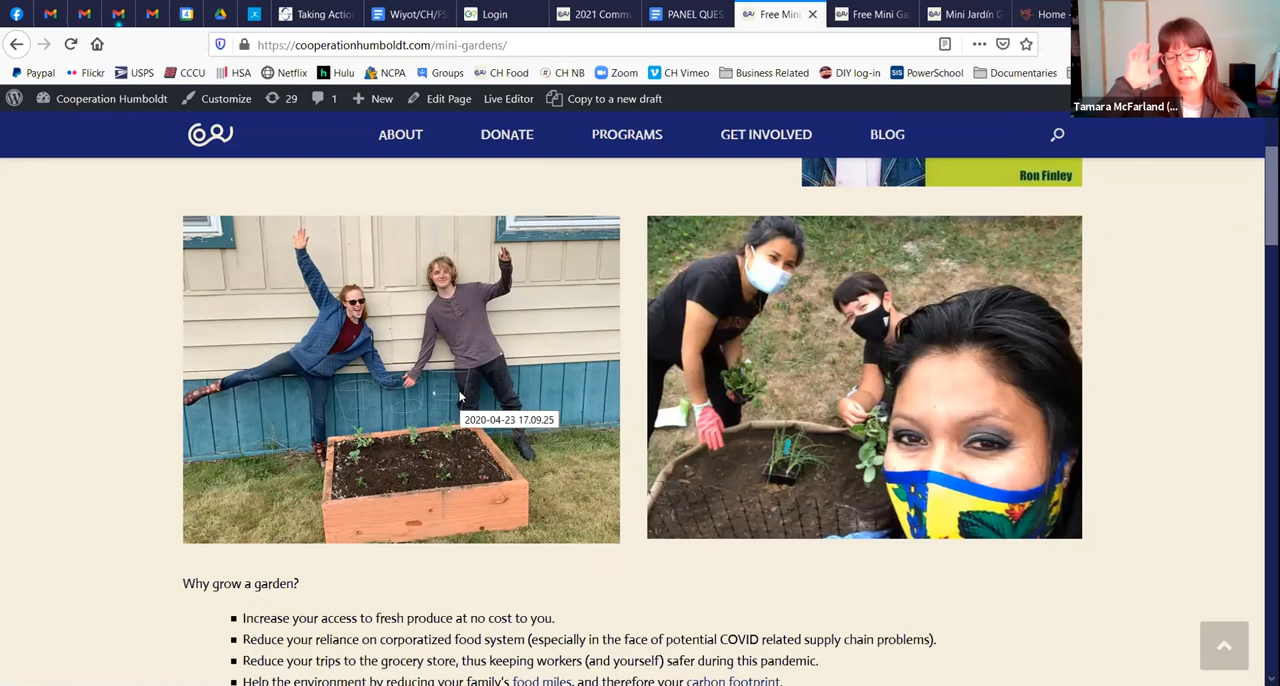 Taking Action
Wiyot/CH/FS
Login
2021 Commu
PANEL QUES
Free Mini
Free Mini Ga
Mini Jardín G
Home -
https://cooperationhumboldt.com/mini-gardens/
Paypal
Flickr
USPS
CCCU
HSA
Netflix
Hulu
NCPA
Groups
CH Food
CH NB
Zoom
CH Vimeo
Business Related
DIY log-in
PowerSchool
Documentaries
Tamara McFarland (...
Cooperation Humboldt
Customize
29
1
New
Edit Page
Live Editor
Copy to a new draft
ABOUT
DONATE
PROGRAMS
GET INVOLVED
BLOG
Ron Finley
2020-04-23 17.09.25
Why grow a garden?
Increase your access to fresh produce at no cost to you.
Reduce your reliance on corporatized food system (especially in the face of potential COVID related supply chain problems).
Reduce your trips to the grocery store, thus keeping workers (and yourself) safer during this pandemic.
Help the environment by reducing your family's food miles, and therefore your carbon footprint.